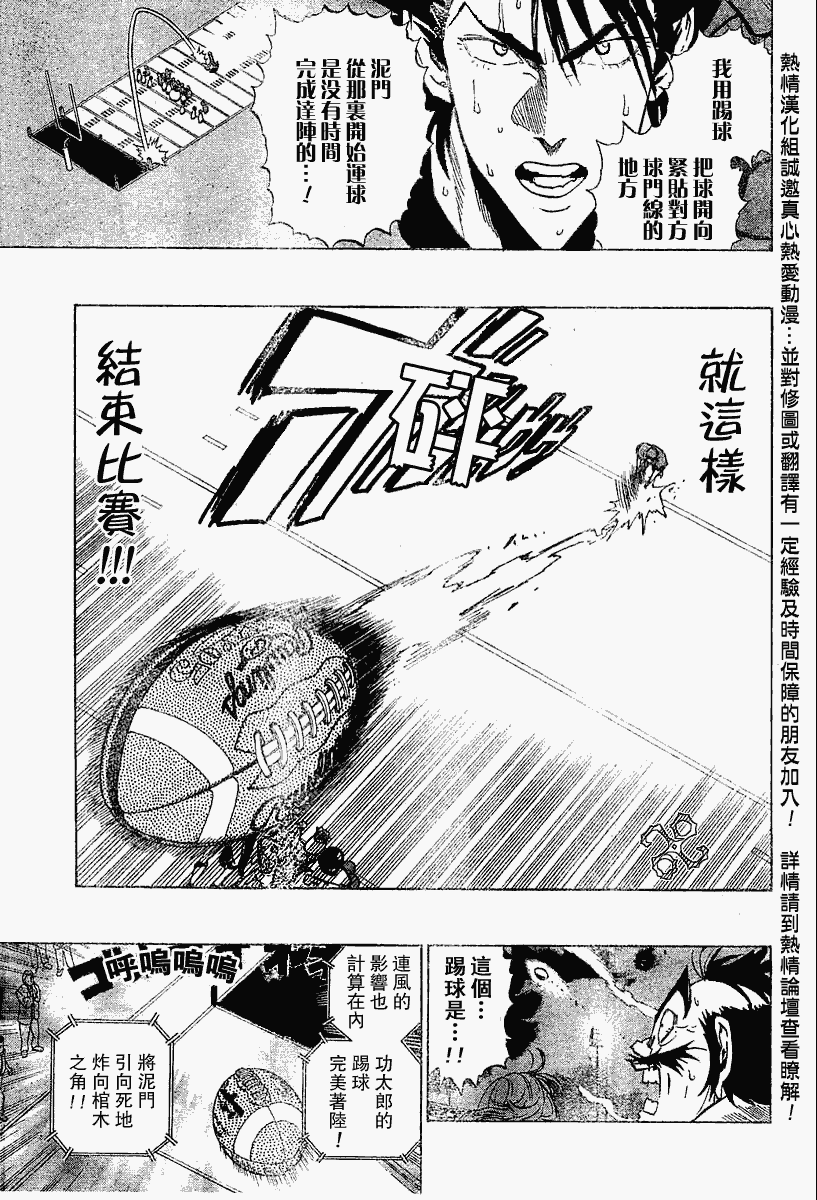 我用踢球
把球開向
緊貼對方
球門線的
地方
泥門
從那裏開始運球
是没有時間
完成達陣的…！
就這樣
砰
結束比賽!!!
這個…
踢球是…!!
連風的
影響也
計算在內
功太郎的
踢球
完美著陸！
呼嗚嗚嗚
將泥門
引向死地
炸向棺木
之角!!
熱情漢化組誠邀真心熱愛動漫…並對修圖或翻譯有一定經驗及時間保障的朋友加入！ 詳情請到熱情論壇查看瞭解！